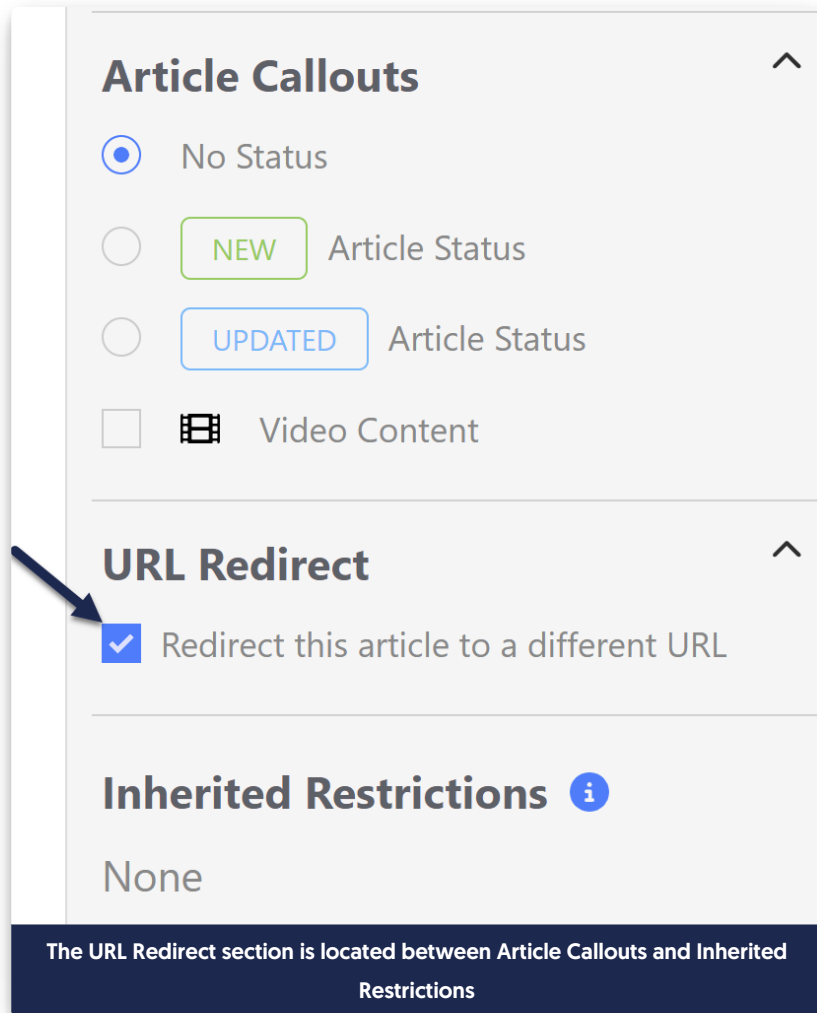 Article Callouts
No Status
NEW Article Status
UPDATED Article Status
Video Content
URL Redirect
Redirect this article to a different URL
Inherited Restrictions i
None
The URL Redirect section is located between Article Callouts and Inherited
Restrictions